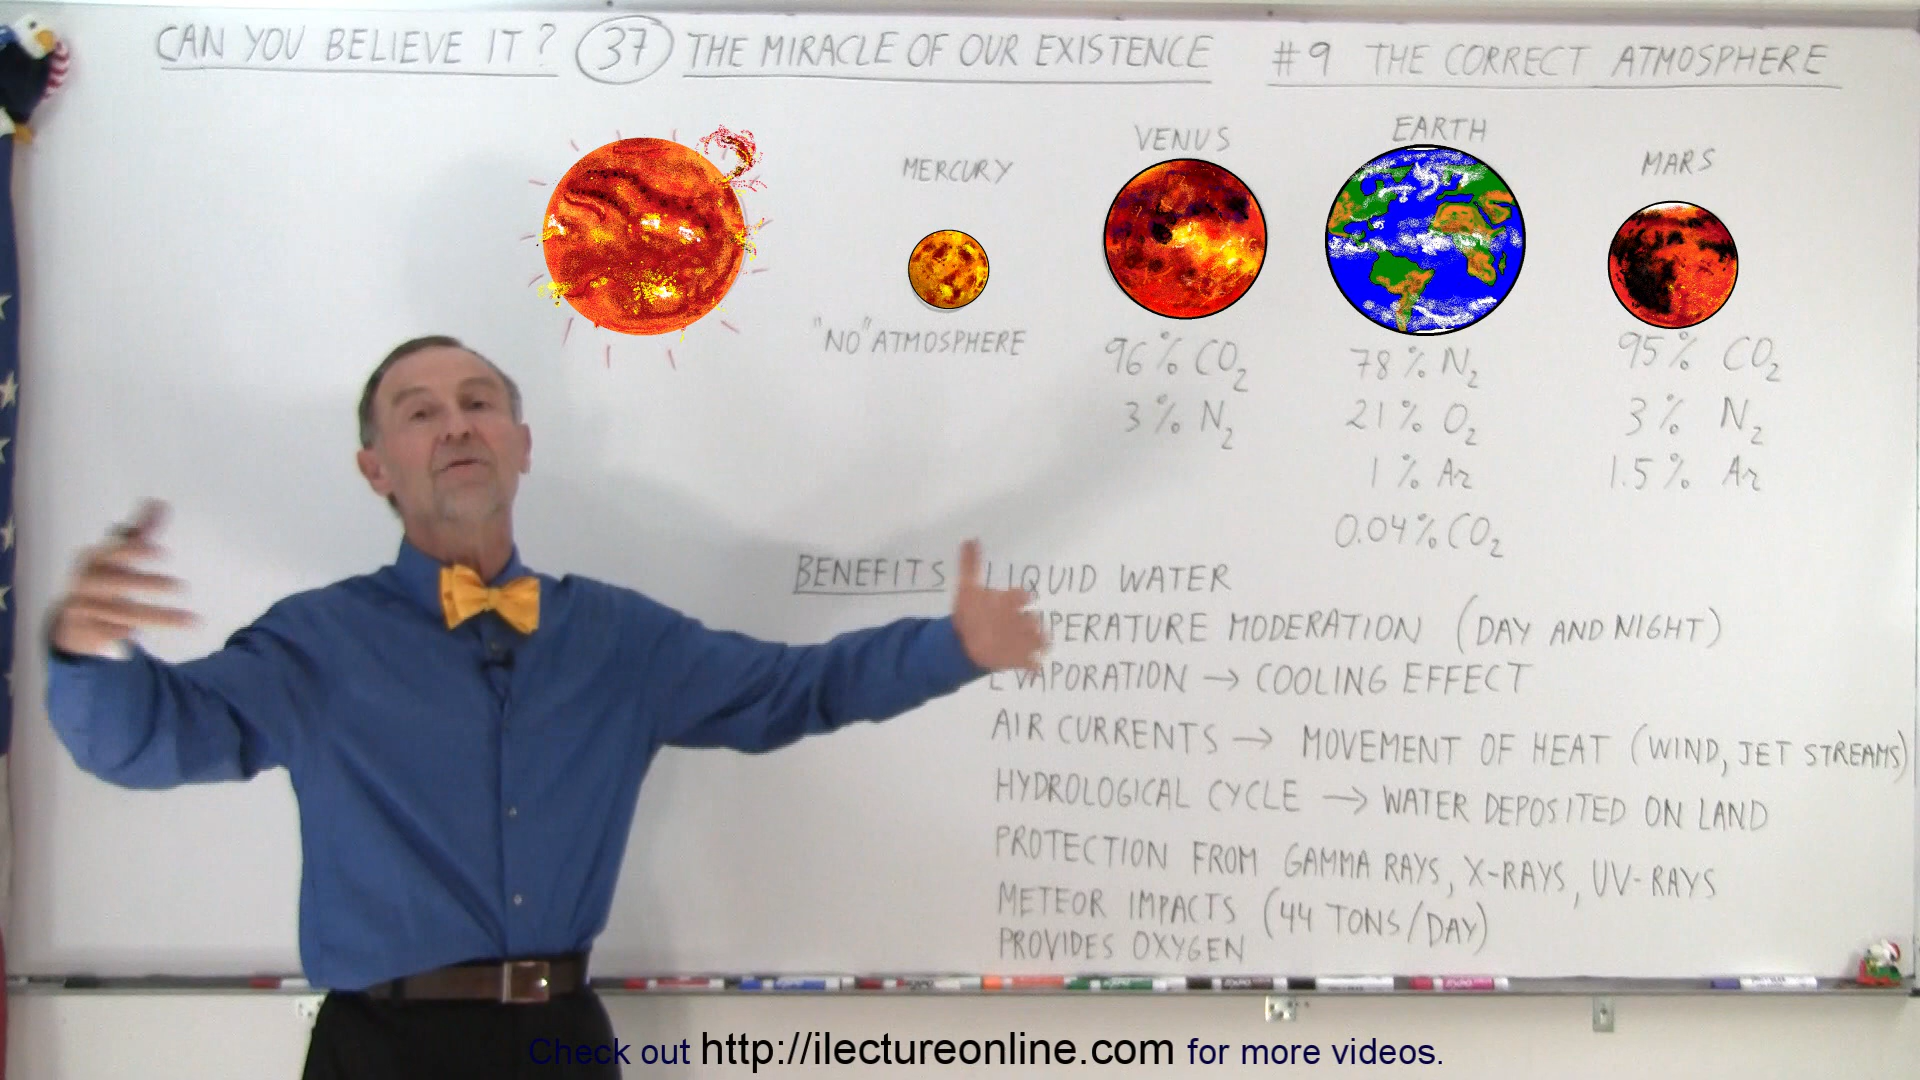 CAN YOU BELIEVE IT? 37 THE MIRACLE OF OUR EXISTENCE #9 THE CORRECT ATMOSPHERE
MERCURY
"NO" ATMOSPHERE
VENUS
96% CO2
3% N2
EARTH
78% N2
21% O2
1% Ar
0.04% CO2
MARS
95% CO2
3% N2
1.5% Ar
BENEFITS LIQUID WATER
PERATURE MODERATION (DAY AND NIGHT)
EVAPORATION → COOLING EFFECT
AIR CURRENTS → MOVEMENT OF HEAT (WIND, JET STREAMS)
HYDROLOGICAL CYCLE → WATER DEPOSITED ON LAND
PROTECTION FROM GAMMA RAYS, X-RAYS, UV-RAYS
METEOR IMPACTS (44 TONS/DAY)
PROVIDES OXYGEN
Check out http://ilectureonline.com for more videos.